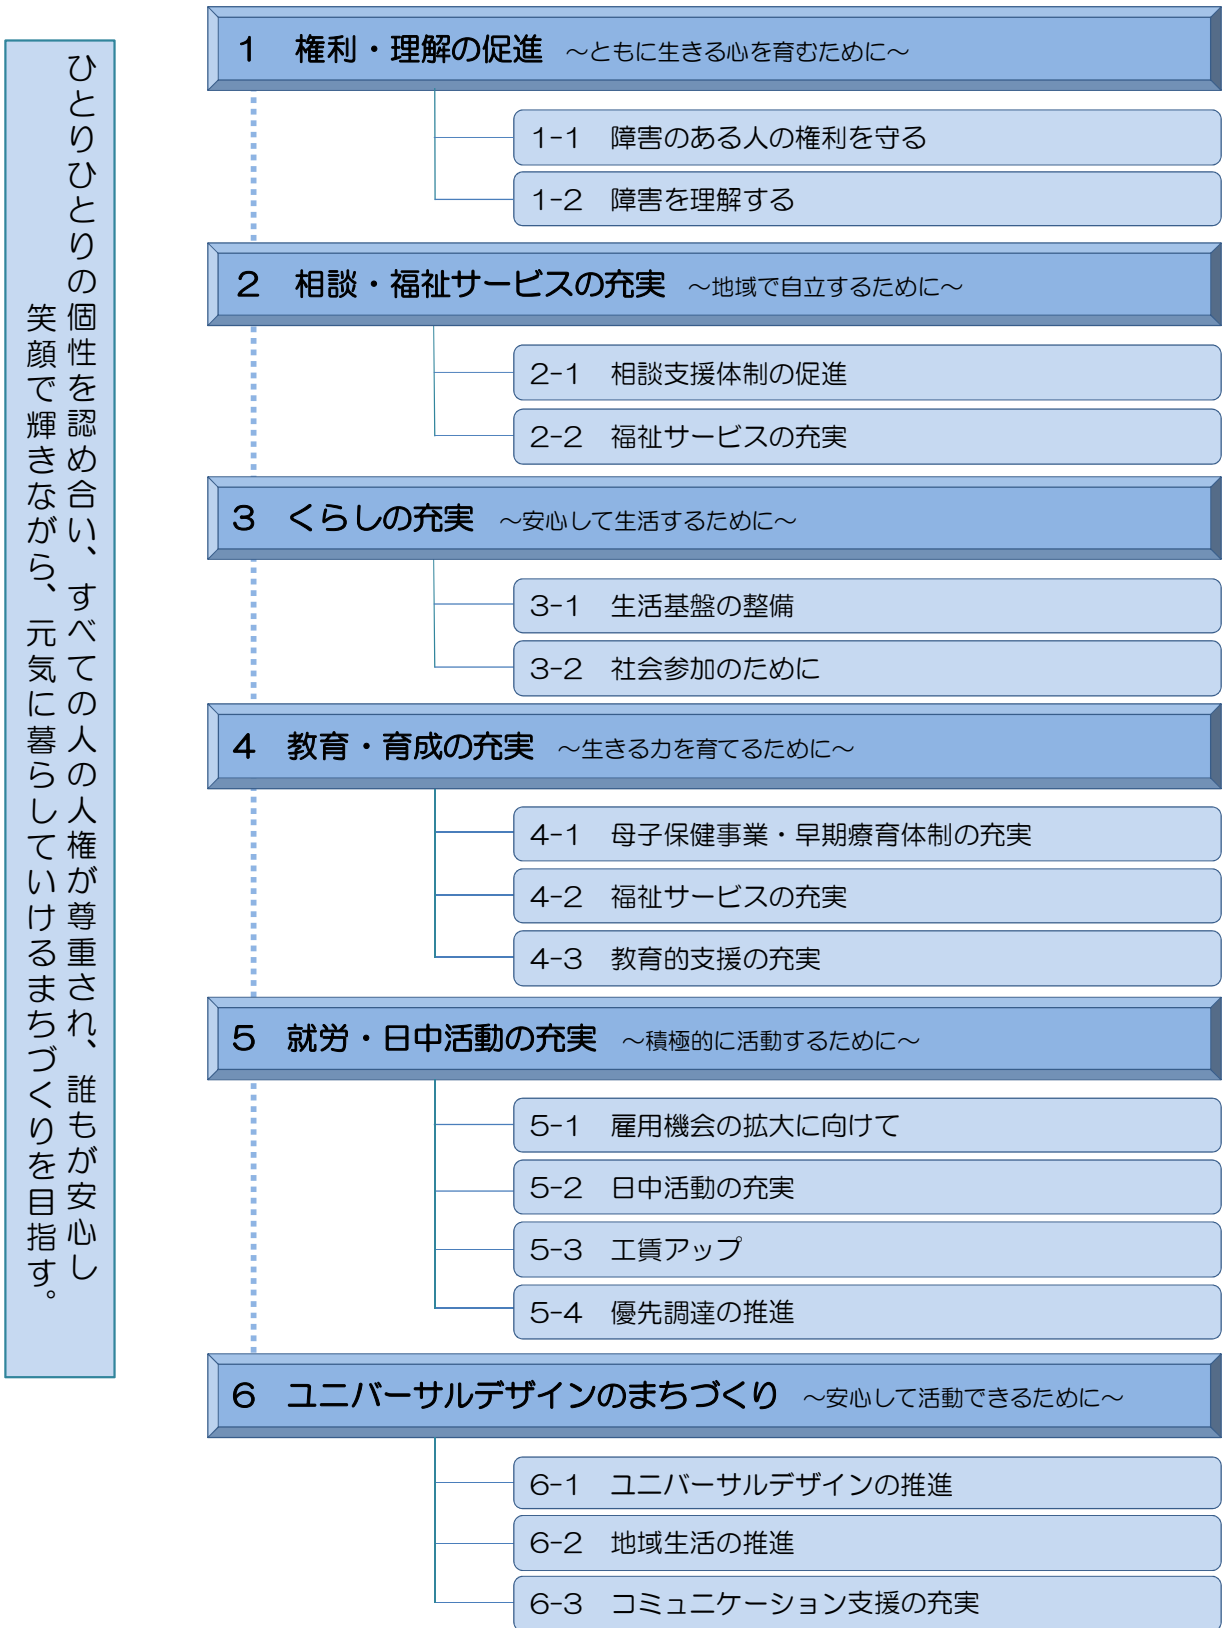 ひとりひとりの個性を認め合い、すべての人の人権が尊重され、誰もが安心し
笑顔で輝きながら、元気に暮らしていけるまちづくりを目指す。
1 権利・理解の促進 ～ともに生きる心を育むために～
1-1 障害のある人の権利を守る
1-2 障害を理解する
2 相談・福祉サービスの充実 ～地域で自立するために～
2-1 相談支援体制の促進
2-2 福祉サービスの充実
3 くらしの充実 ～安心して生活するために～
3-1 生活基盤の整備
3-2 社会参加のために
4 教育・育成の充実 ～生きる力を育てるために～
4-1 母子保健事業・早期療育体制の充実
4-2 福祉サービスの充実
4-3 教育的支援の充実
5 就労・日中活動の充実 ～積極的に活動するために～
5-1 雇用機会の拡大に向けて
5-2 日中活動の充実
5-3 工賃アップ
5-4 優先調達の推進
6 ユニバーサルデザインのまちづくり ～安心して活動できるために～
6-1 ユニバーサルデザインの推進
6-2 地域生活の推進
6-3 コミュニケーション支援の充実